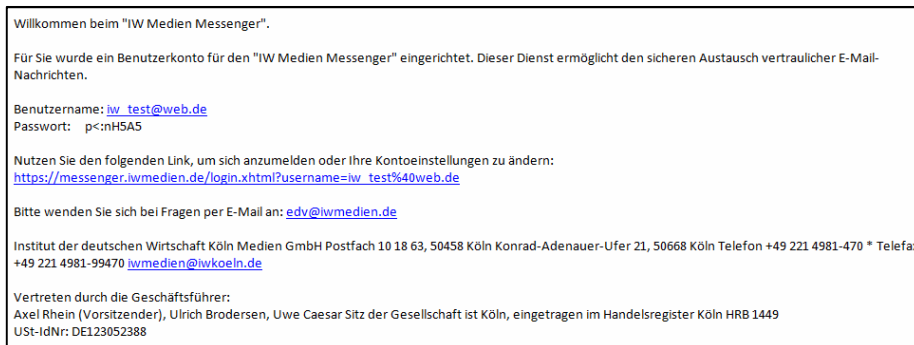 Willkommen beim "IW Medien Messenger".
Für Sie wurde ein Benutzerkonto für den "IW Medien Messenger" eingerichtet. Dieser Dienst ermöglicht den sicheren Austausch vertraulicher E-Mail-
Nachrichten.
Benutzername: iw_test@web.de
Passwort: p<:nH5A5
Nutzen Sie den folgenden Link, um sich anzumelden oder Ihre Kontoeinstellungen zu ändern:
https://messenger.iwmedien.de/login.xhtml?username=iw_test%40web.de
Bitte wenden Sie sich bei Fragen per E-Mail an: edv@iwmedien.de
Institut der deutschen Wirtschaft Köln Medien GmbH Postfach 10 18 63, 50458 Köln Konrad-Adenauer-Ufer 21, 50668 Köln Telefon +49 221 4981-470 * Telefa
+49 221 4981-99470 iwmedien@iwkoeln.de
Vertreten durch die Geschäftsführer:
Axel Rhein (Vorsitzender), Ulrich Brodersen, Uwe Caesar Sitz der Gesellschaft ist Köln, eingetragen im Handelsregister Köln HRB 1449
USt-IdNr: DE123052388